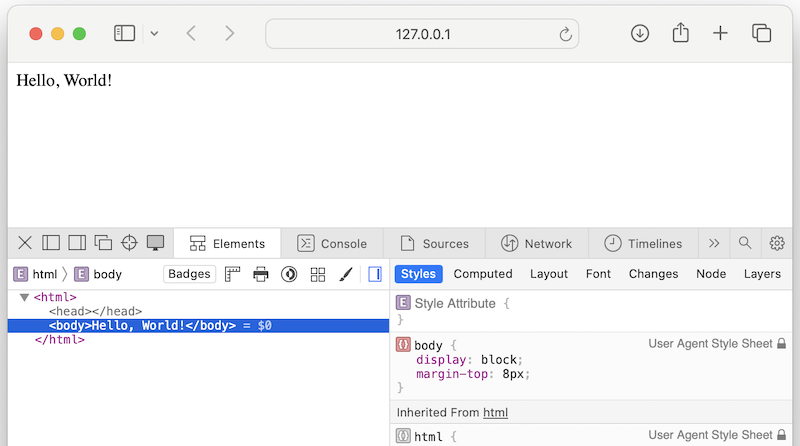 127.0.0.1
Hello, World!
Elements Console Sources Network Timelines
E html E body Badges
Styles Computed Layout Font Changes Node Layers
<html>
<head></head>
<body>Hello, World!</body> = $0
</html>
E Style Attribute {
}
body { User Agent Style Sheet
display: block;
margin-top: 8px;
}
Inherited From html
html { User Agent Style Sheet